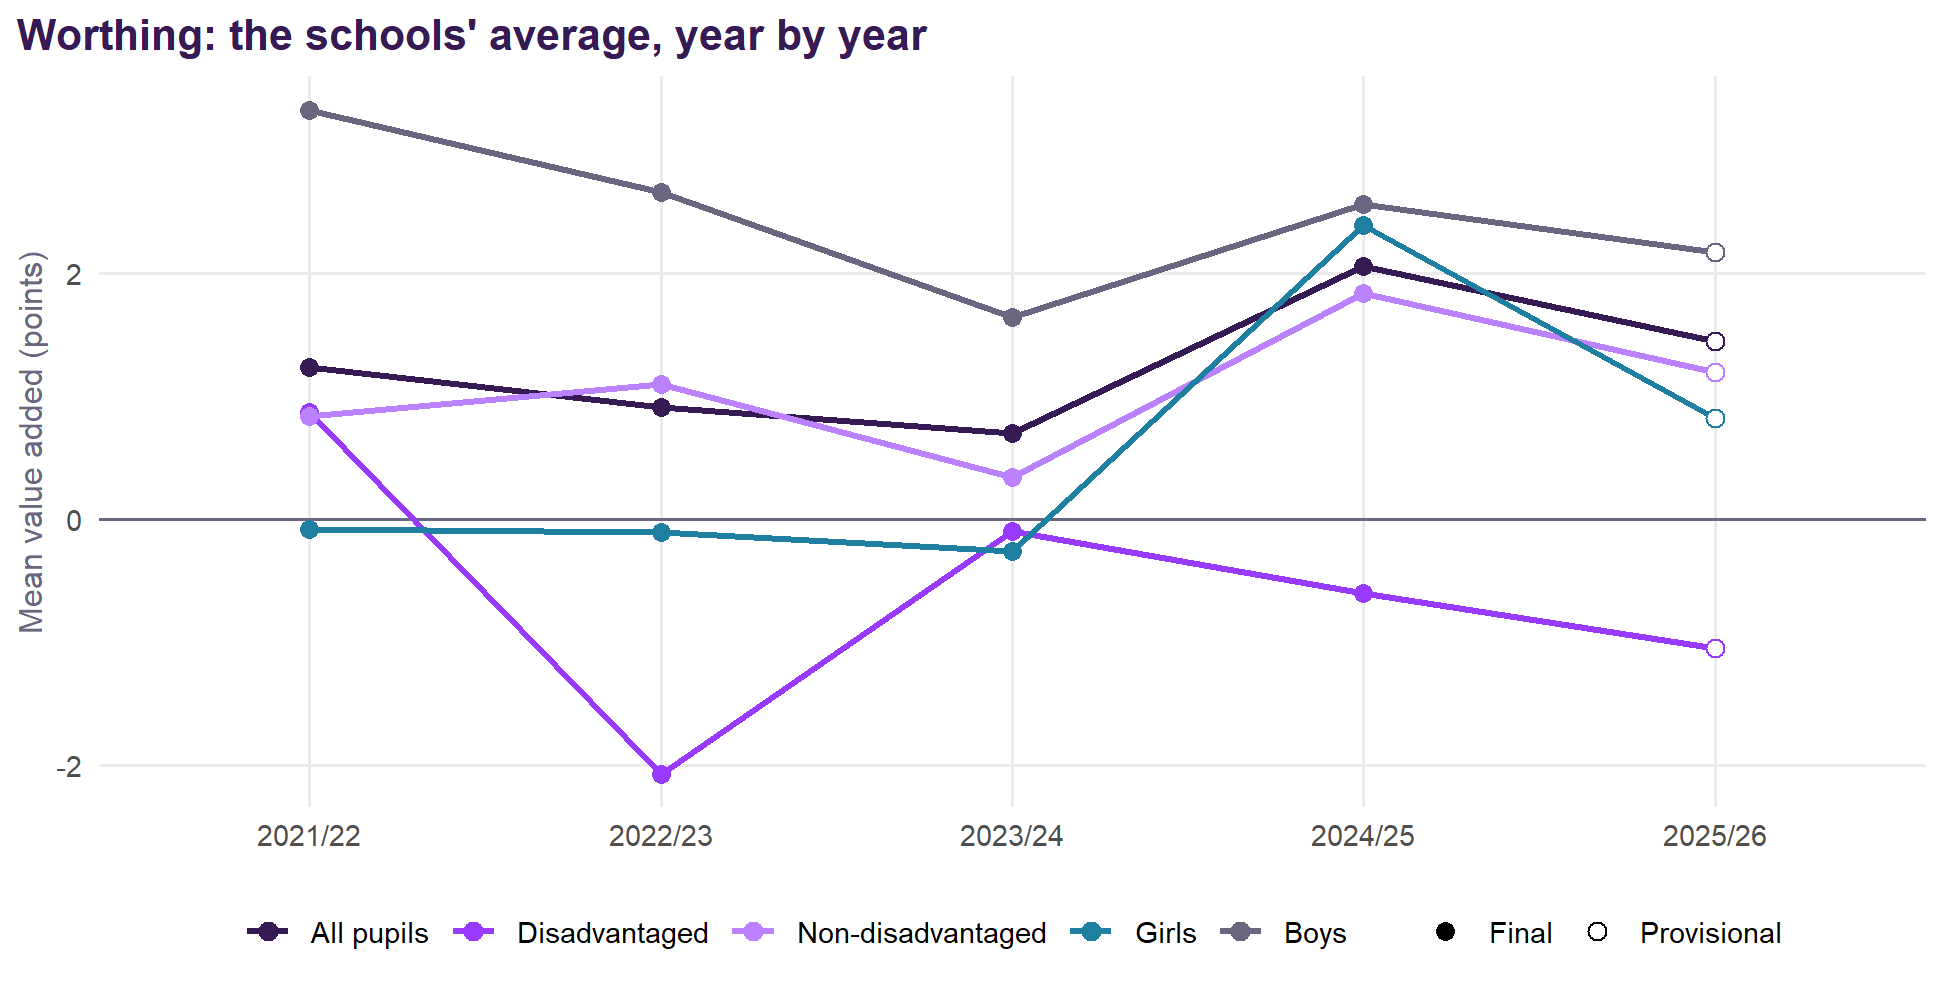 Worthing: the schools' average, year by year
Mean value added (points)
2
0
-2
2021/22 2022/23 2023/24 2024/25 2025/26
All pupils Disadvantaged Non-disadvantaged Girls Boys Final Provisional